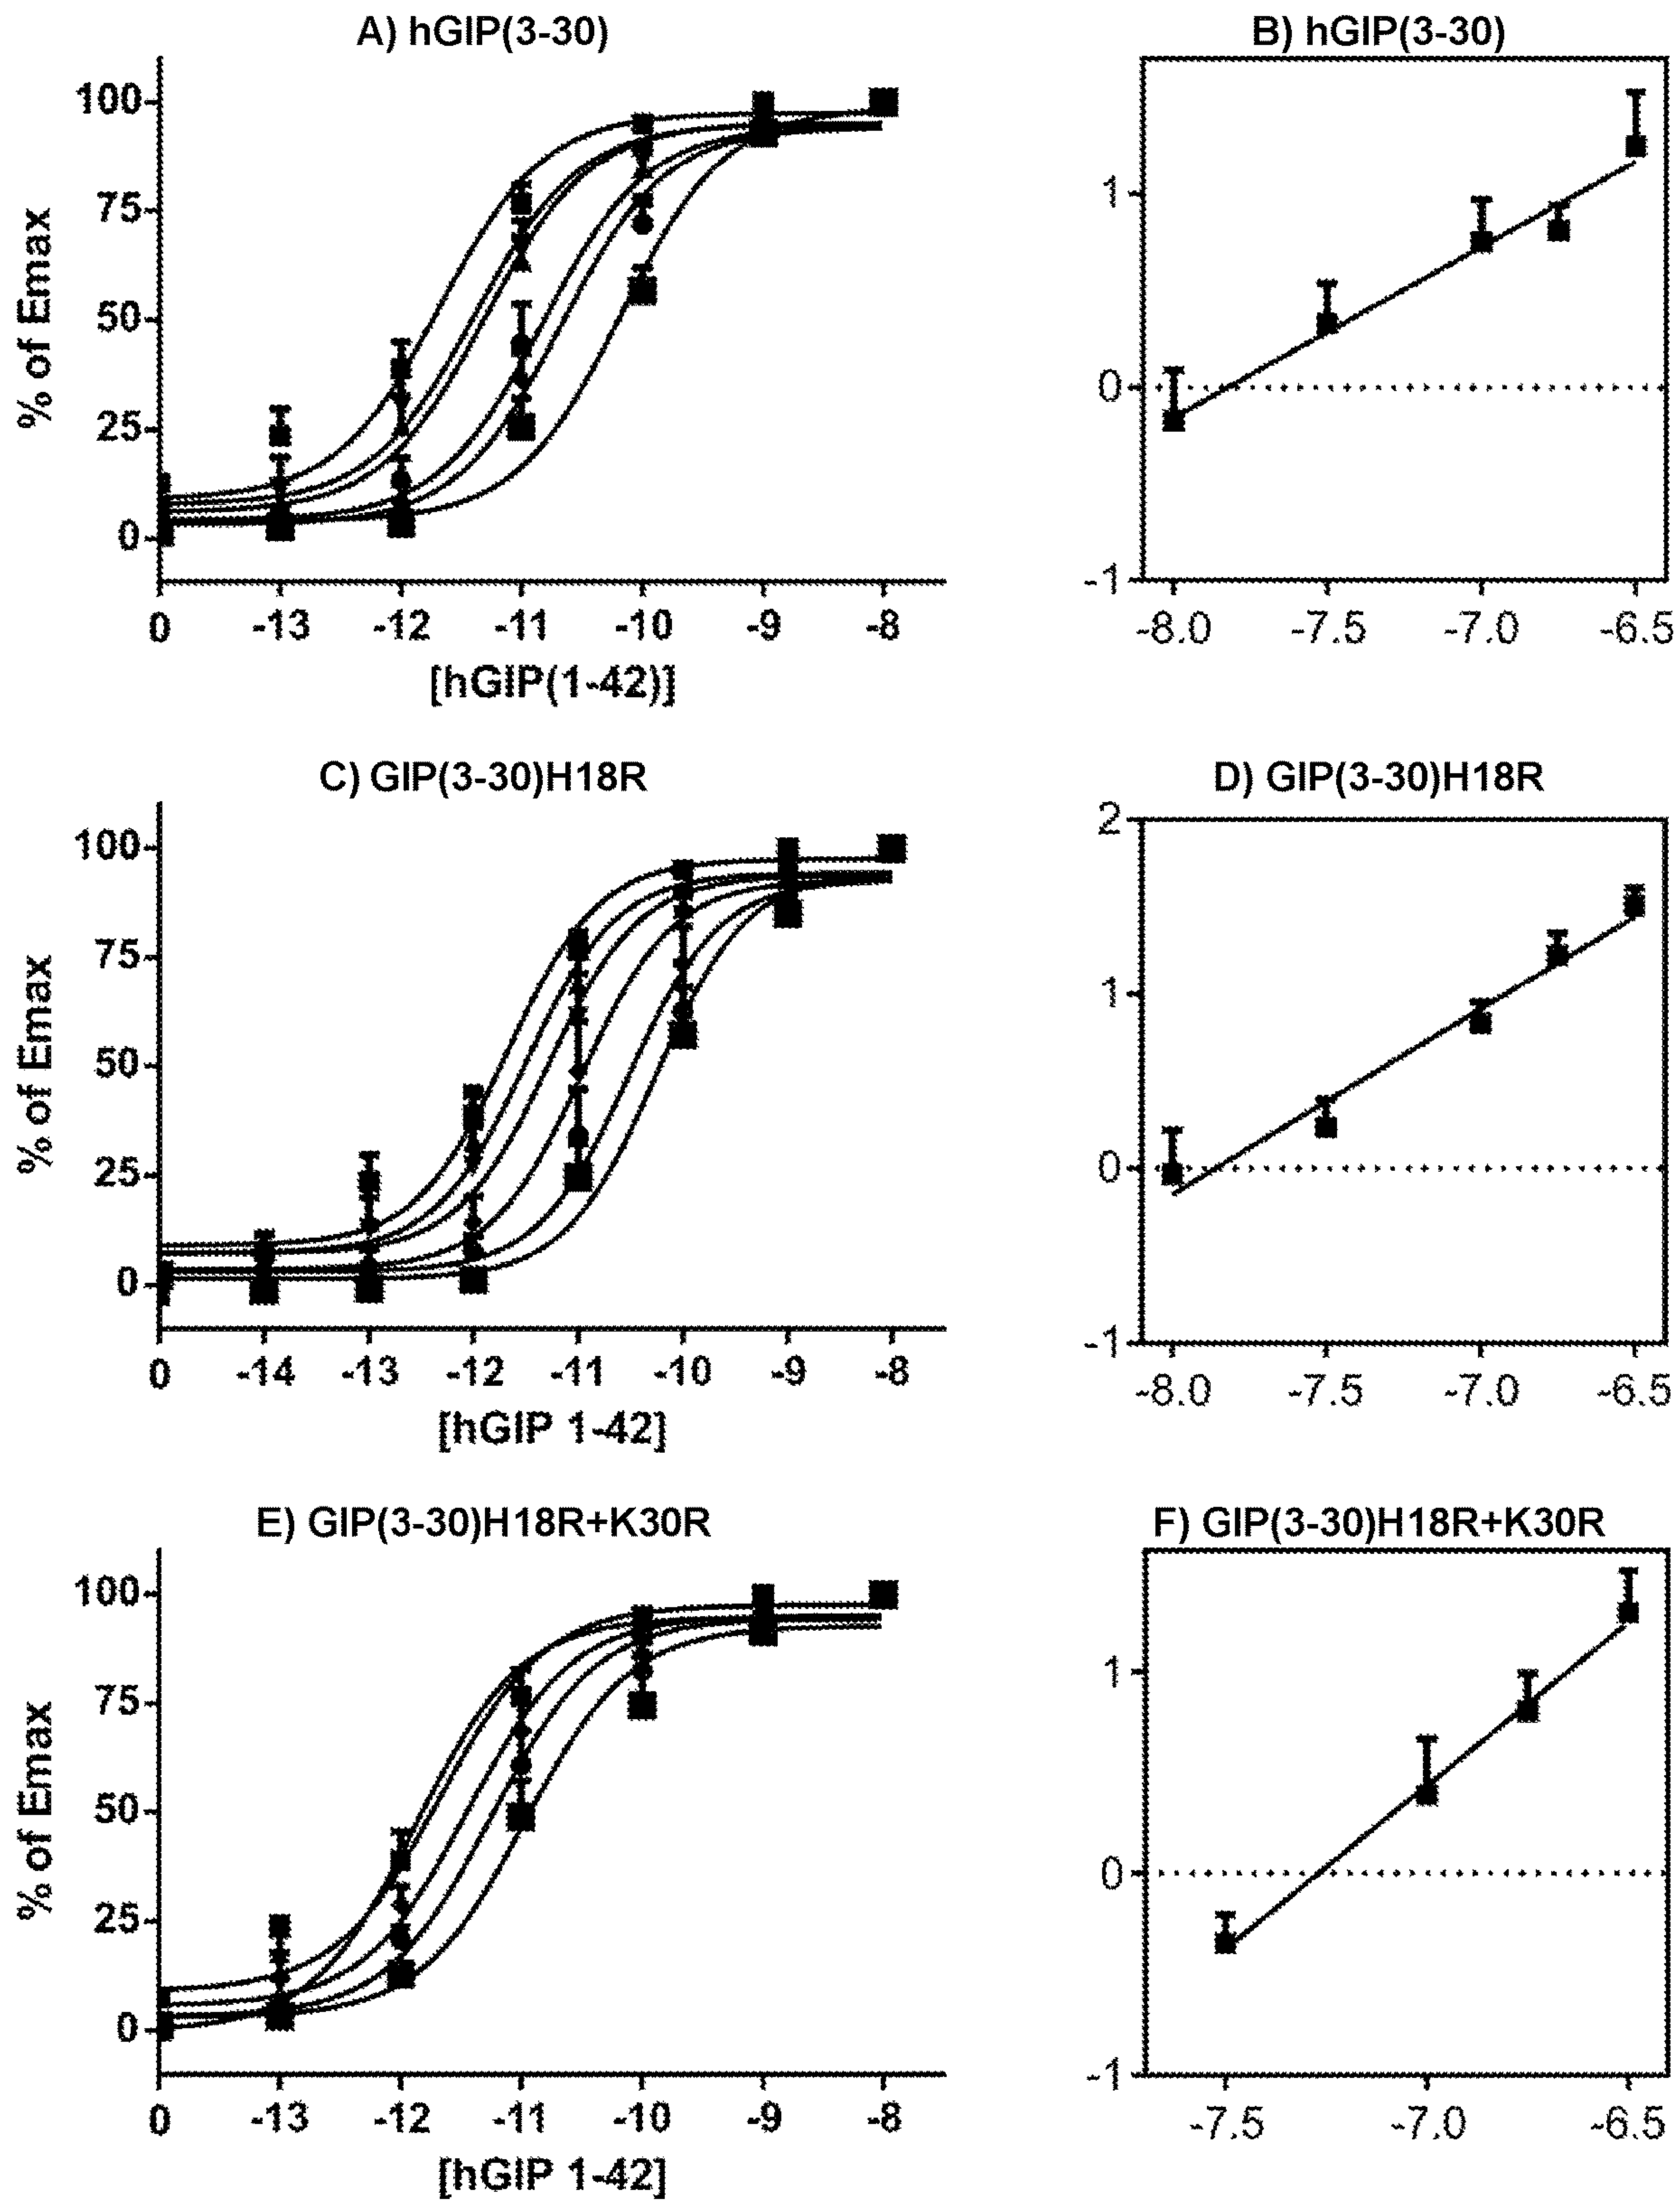 A) hGIP(3-30)
B) hGIP(3-30)
% of Emax
100
75
50
25
0
0 -13 -12 -11 -10 -9 -8
[hGIP(1-42)]
1
0
-1
-8.0 -7.5 -7.0 -6.5
C) GIP(3-30)H18R
D) GIP(3-30)H18R
% of Emax
100
75
50
25
0
0 -14 -13 -12 -11 -10 -9 -8
[hGIP 1-42]
2
1
0
-1
-8.0 -7.5 -7.0 -6.5
E) GIP(3-30)H18R+K30R
F) GIP(3-30)H18R+K30R
% of Emax
100
75
50
25
0
0 -13 -12 -11 -10 -9 -8
[hGIP 1-42]
1
0
-1
-7.5 -7.0 -6.5